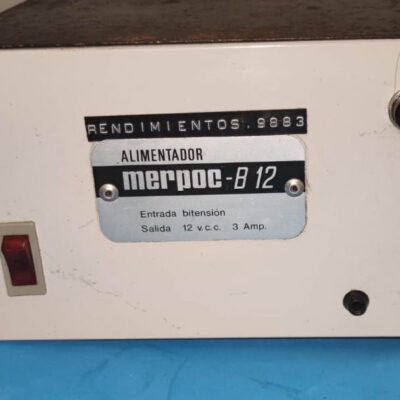 RENDIMIENTOS.9883
ALIMENTADOR
merpoc-B 12
Entrada bitensión
Salida 12 v.c.c. 3 Amp.